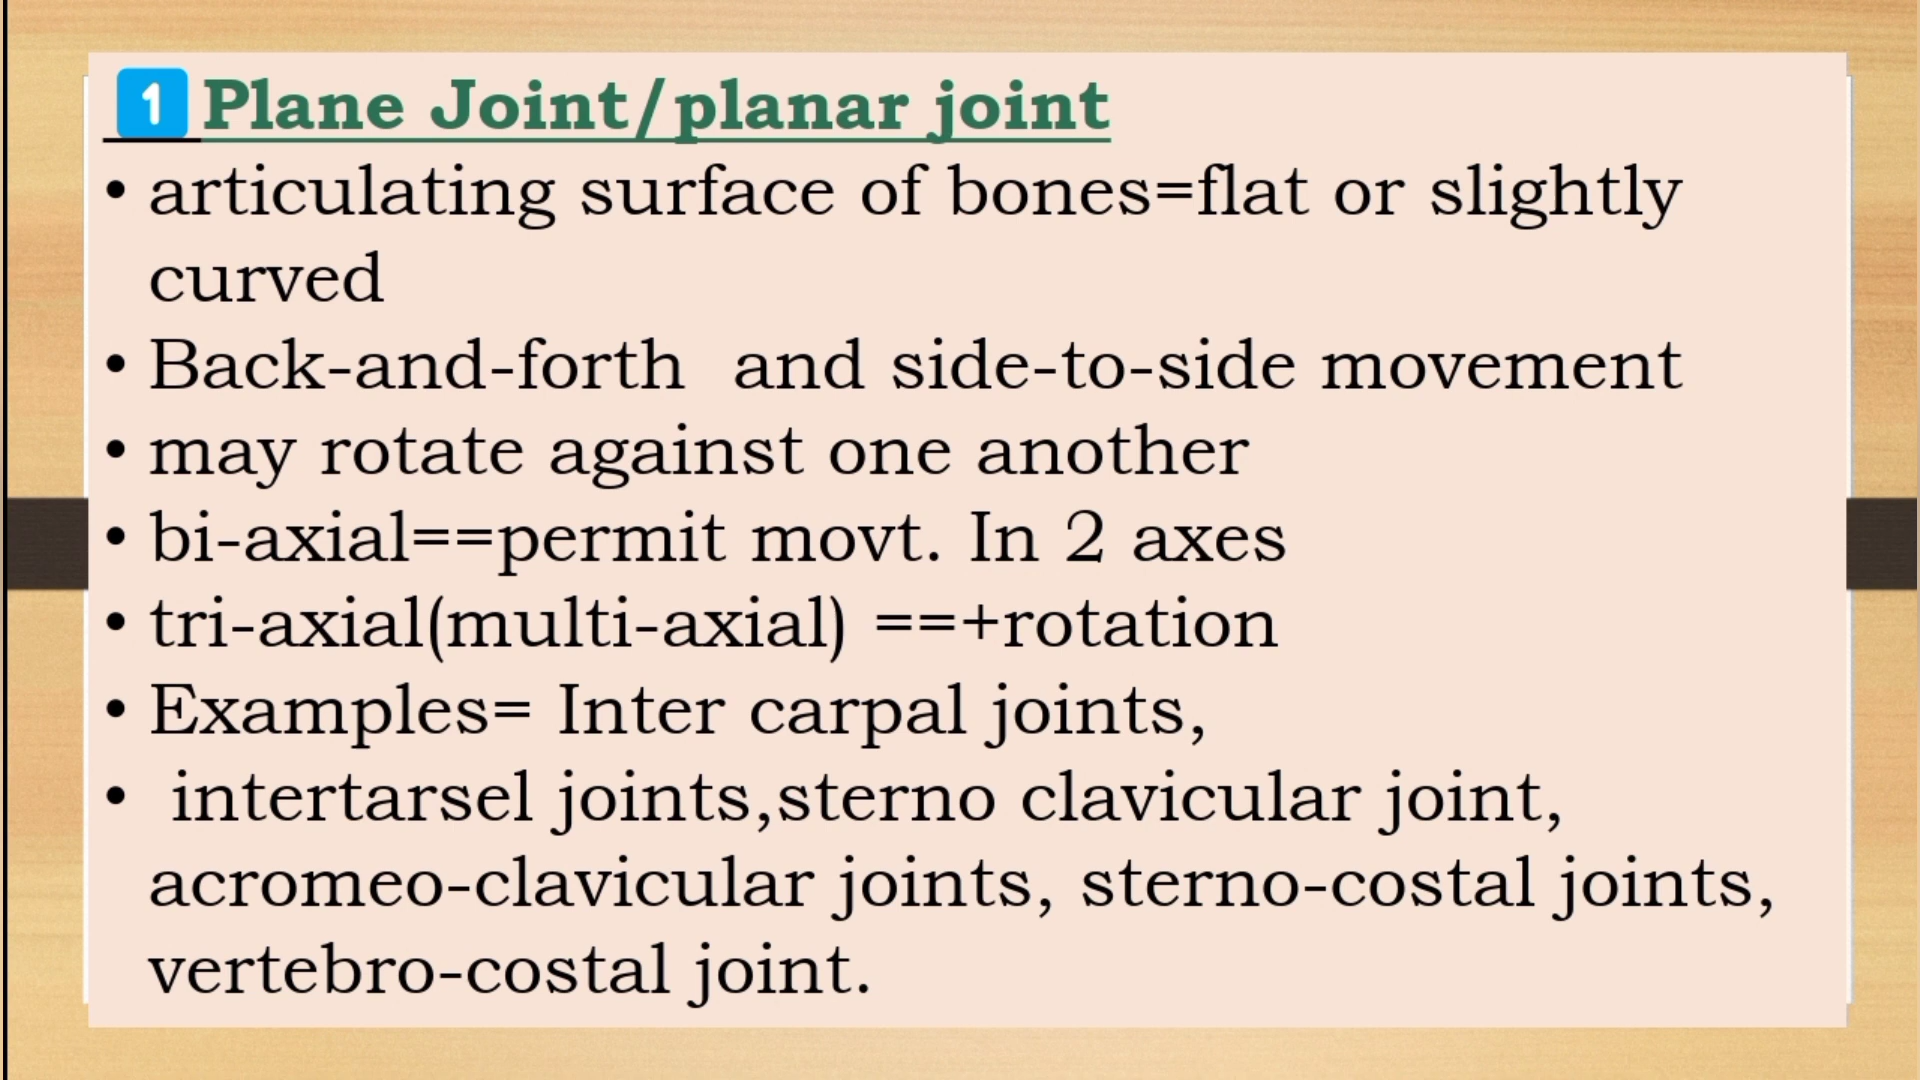 1 Plane Joint/planar joint
• articulating surface of bones=flat or slightly
curved
• Back-and-forth  and side-to-side movement
• may rotate against one another
• bi-axial==permit movt. In 2 axes
• tri-axial(multi-axial) ==+rotation
• Examples= Inter carpal joints,
•  intertarsel joints,sterno clavicular joint,
acromeo-clavicular joints, sterno-costal joints,
vertebro-costal joint.